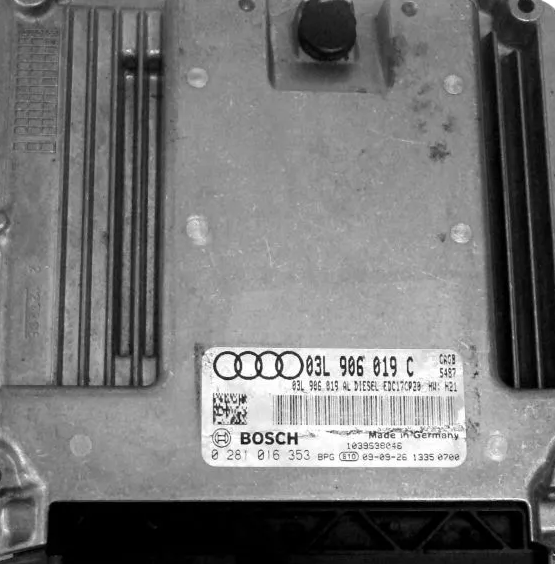 03L 906 019 C CAGB
5487
03L 906 019 AL DIESEL EDC17CP20 HW: H21
BOSCH Made in Germany
1039S38046
0 281 016 353 BPG E10 09-09-26 1335 0700